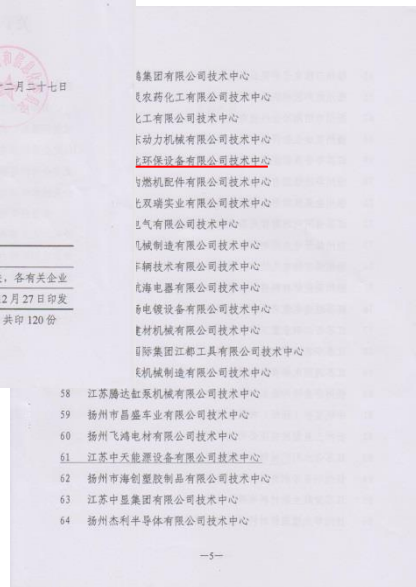 十二月二十七日
各有关企业
12月27日印发
共印120份
集团有限公司技术中心
农药化工有限公司技术中心
化工有限公司技术中心
东动力机械有限公司技术中心
环保设备有限公司技术中心
内燃机配件有限公司技术中心
双瑞实业有限公司技术中心
电气有限公司技术中心
机械制造有限公司技术中心
车辆技术有限公司技术中心
航海电器有限公司技术中心
扬电镀设备有限公司技术中心
建材机械有限公司技术中心
国际集团江都工具有限公司技术中心
泵机械制造有限公司技术中心
58 江苏腾达缸泵机械有限公司技术中心
59 扬州市昌盛车业有限公司技术中心
60 扬州飞鸿电材有限公司技术中心
61 江苏中天能源设备有限公司技术中心
62 扬州市海创塑胶制品有限公司技术中心
63 江苏中显集团有限公司技术中心
64 扬州杰利半导体有限公司技术中心
—5—